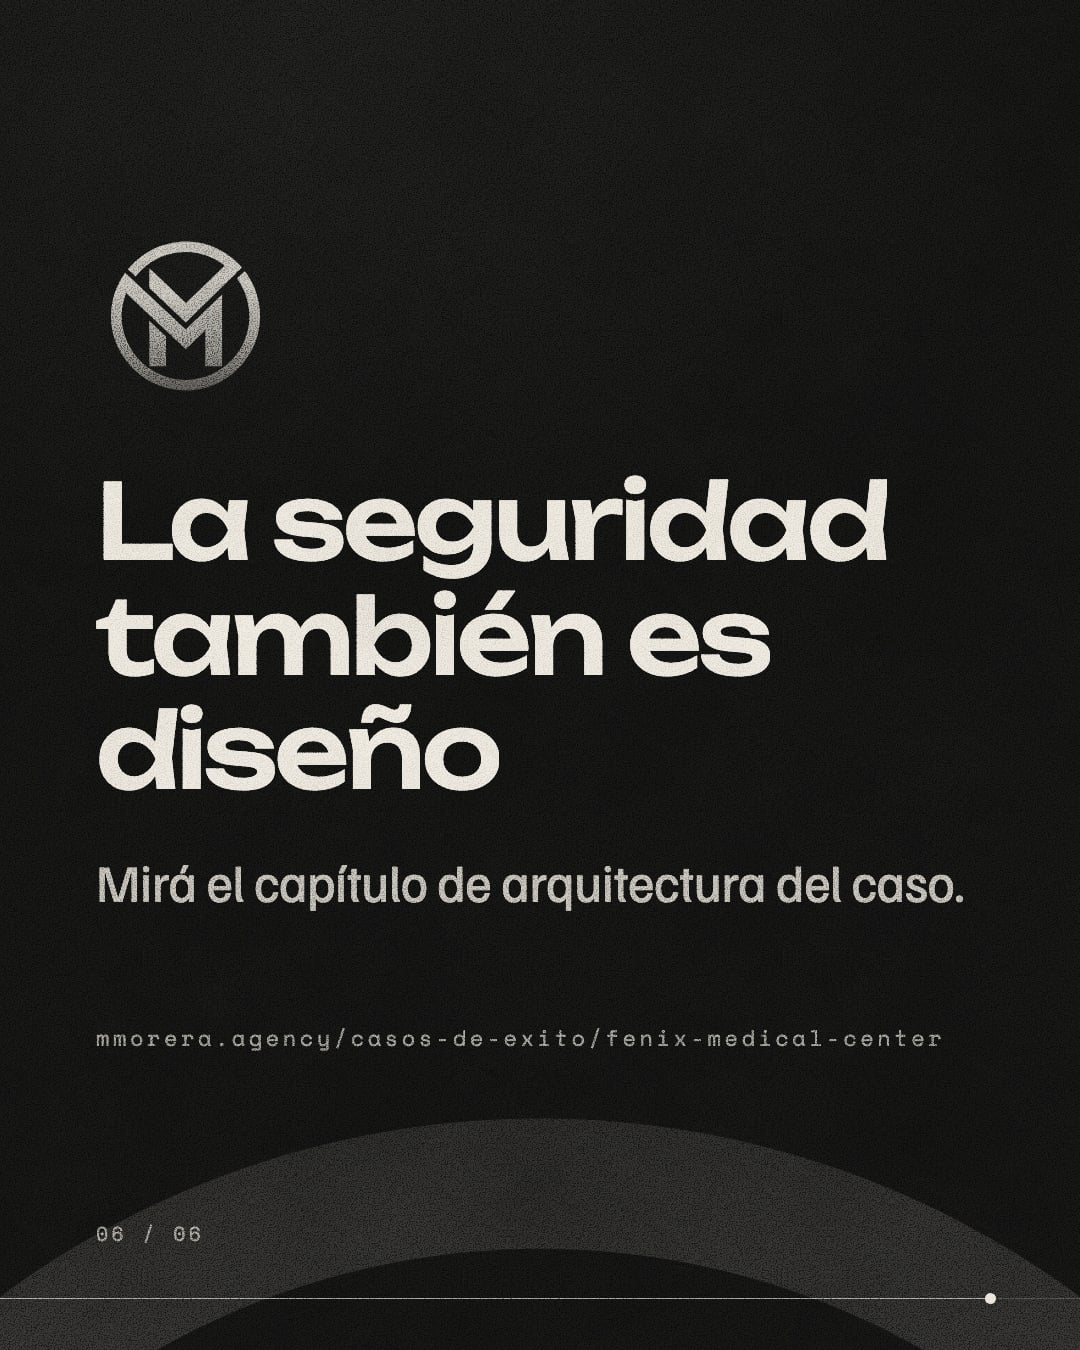 La seguridad
también es
diseño
Mirá el capítulo de arquitectura del caso.
mmorera.agency/casos-de-exito/fenix-medical-center
06 / 06